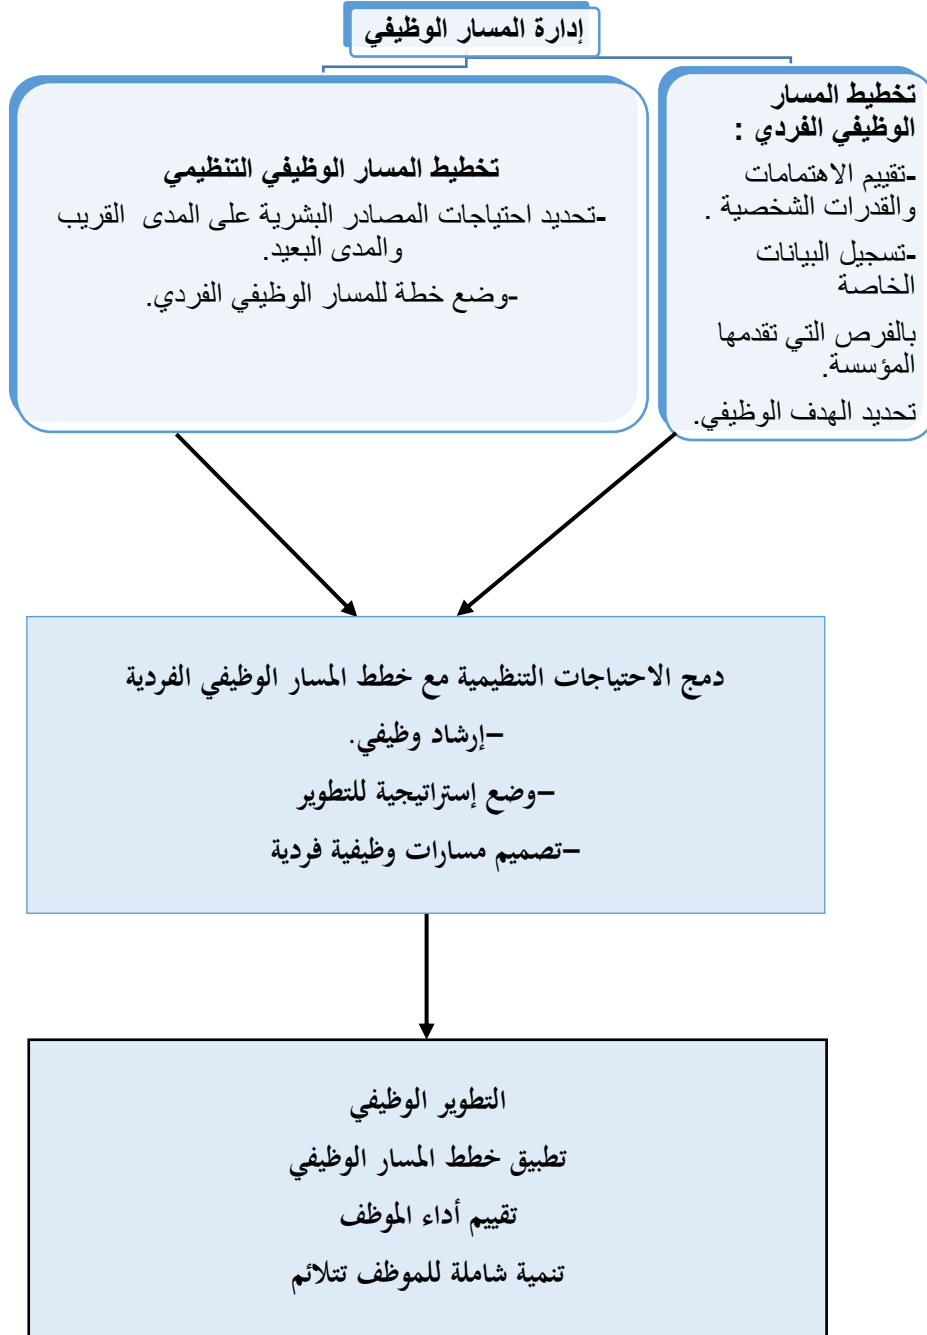 إدارة المسار الوظيفي
تخطيط المسار
الوظيفي الفردي :
-تقييم الاهتمامات
والقدرات الشخصية .
-تسجيل البيانات
الخاصة
بالفرص التي تقدمها
المؤسسة.
تحديد الهدف الوظيفي.
تخطيط المسار الوظيفي التنظيمي
-تحديد احتياجات المصادر البشرية على المدى القريب
والمدى البعيد.
-وضع خطة للمسار الوظيفي الفردي.
دمج الاحتياجات التنظيمية مع خطط المسار الوظيفي الفردية
–إرشاد وظيفي.
–وضع إستراتيجية للتطوير
–تصميم مسارات وظيفية فردية
التطوير الوظيفي
تطبيق خطط المسار الوظيفي
تقييم أداء الموظف
تنمية شاملة للموظف تتلائم